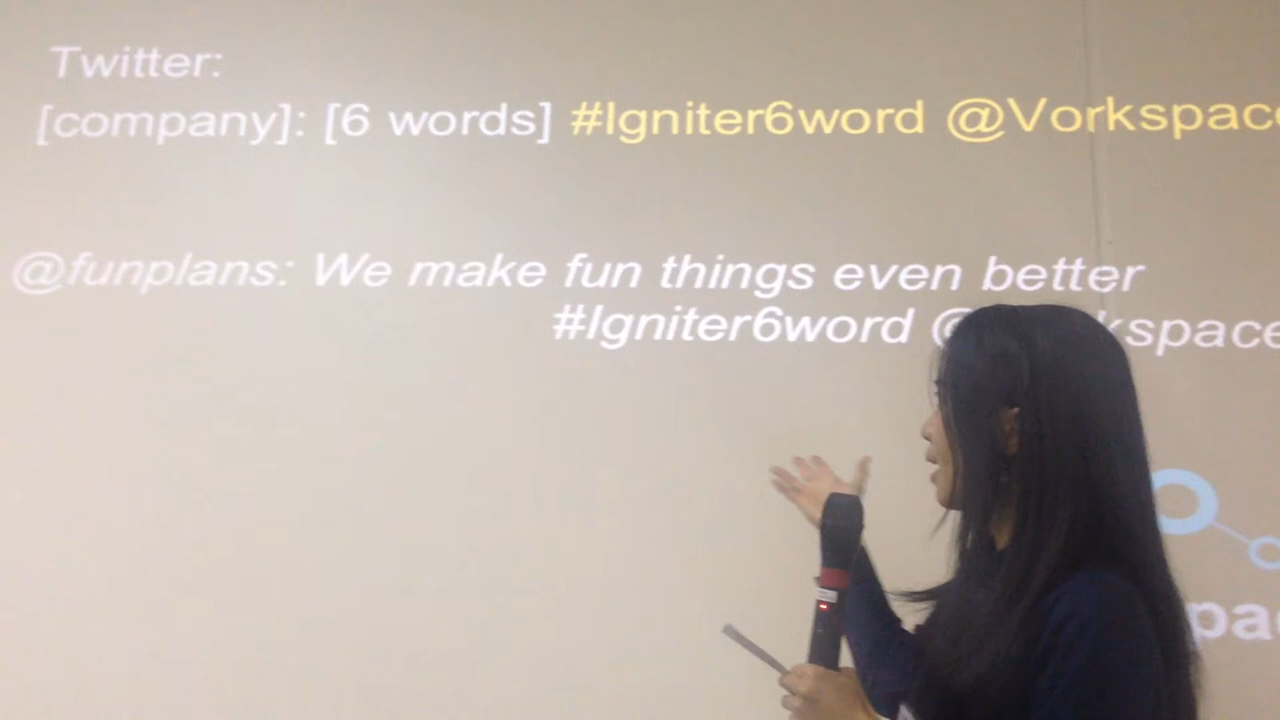 Twitter:
[company]: [6 words] #Igniter6word @Vorkspace
@funplans: We make fun things even better
#Igniter6word